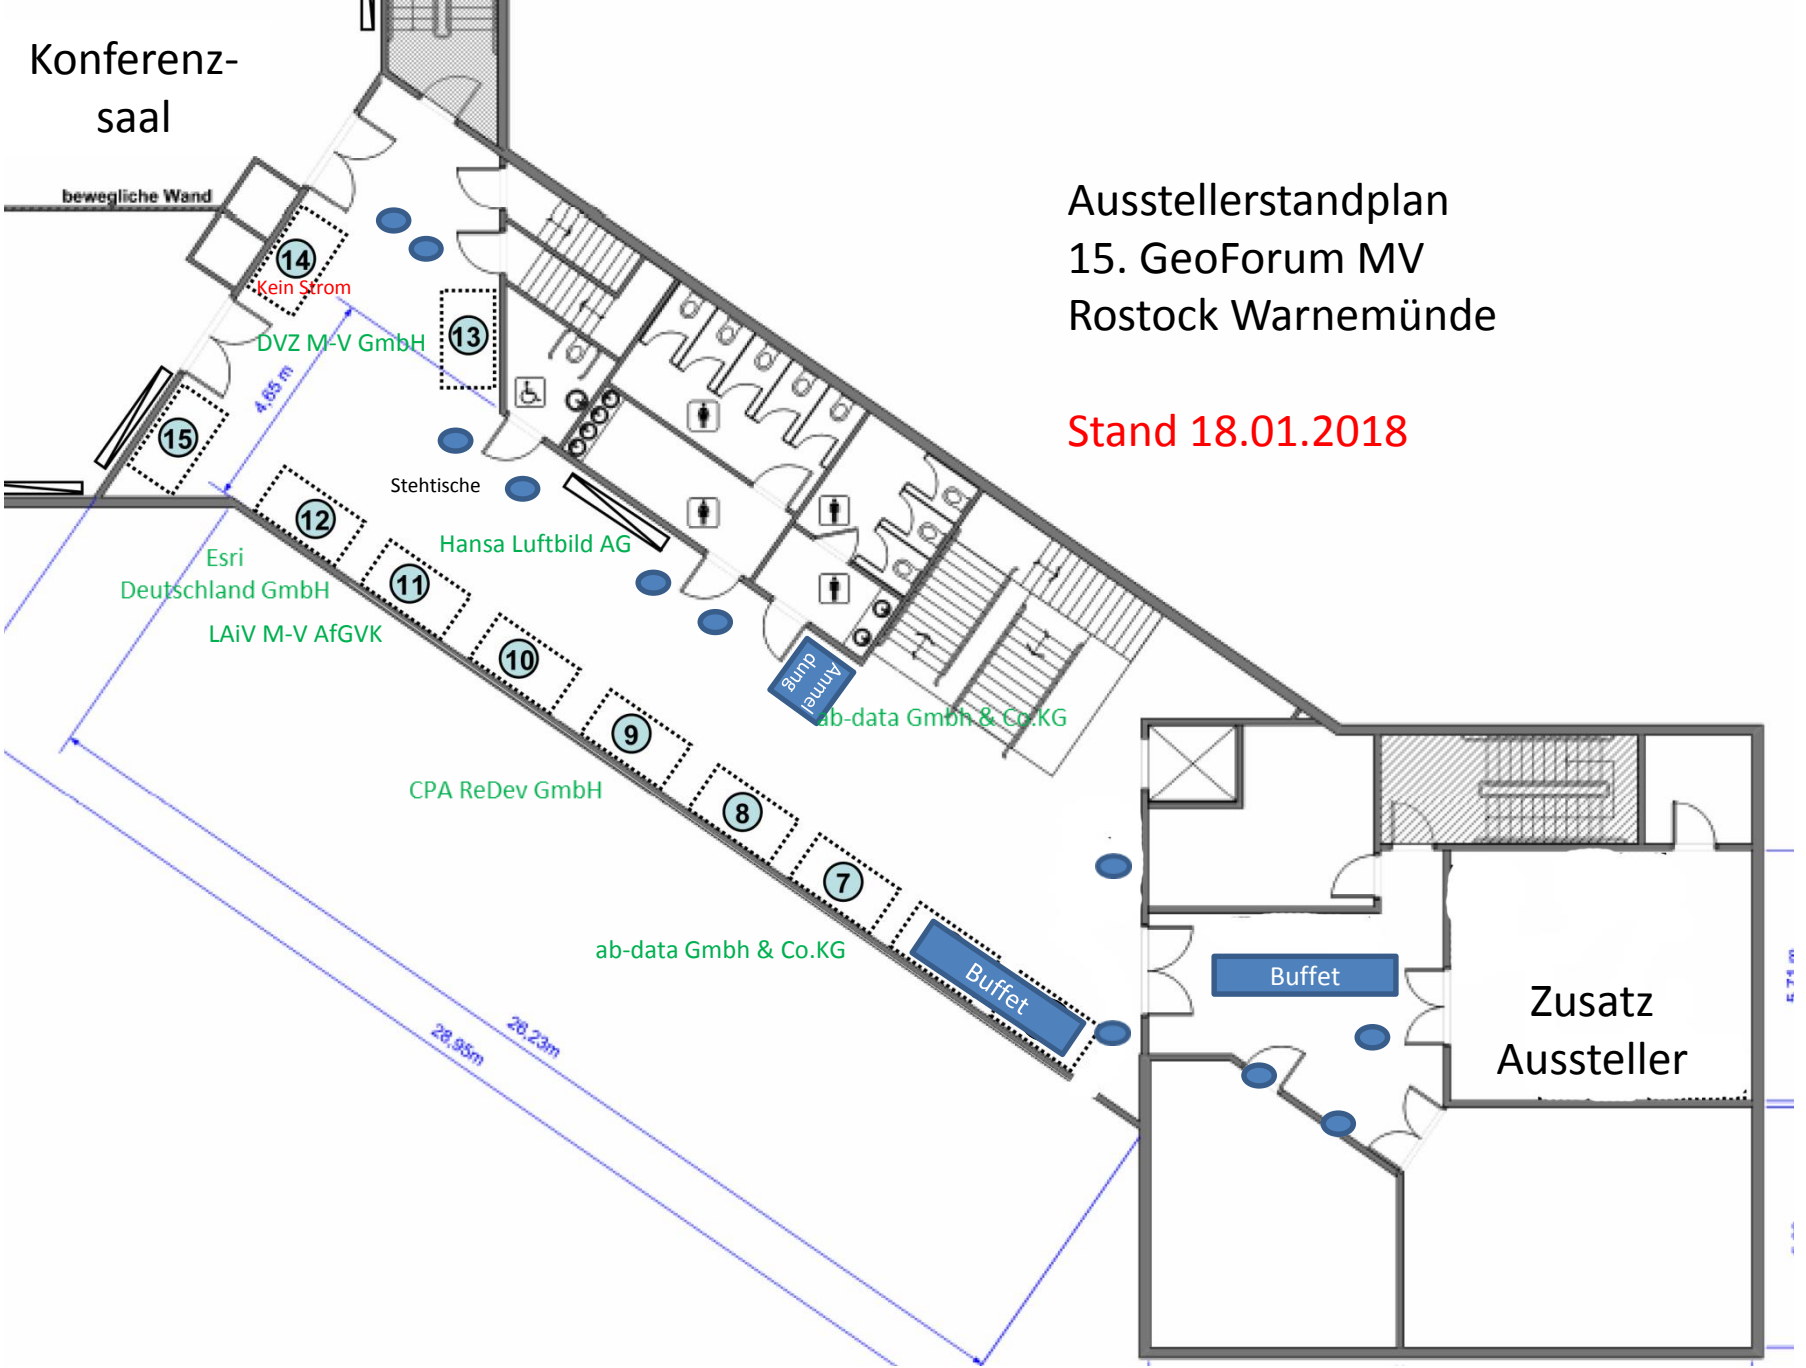 Konferenz-
saal
bewegliche Wand
Ausstellerstandplan
15. GeoForum MV
Rostock Warnemünde
Stand 18.01.2018
14
Kein Strom
DVZ M-V GmbH
13
4,65 m
15
Stehtische
12
Hansa Luftbild AG
Esri
Deutschland GmbH
11
LAiV M-V AfGVK
10
Anmel
dung
ab-data Gmbh & Co.KG
9
CPA ReDev GmbH
8
7
ab-data Gmbh & Co.KG
Buffet
Buffet
Zusatz
Aussteller
5,71 m
26,23m
28,95m